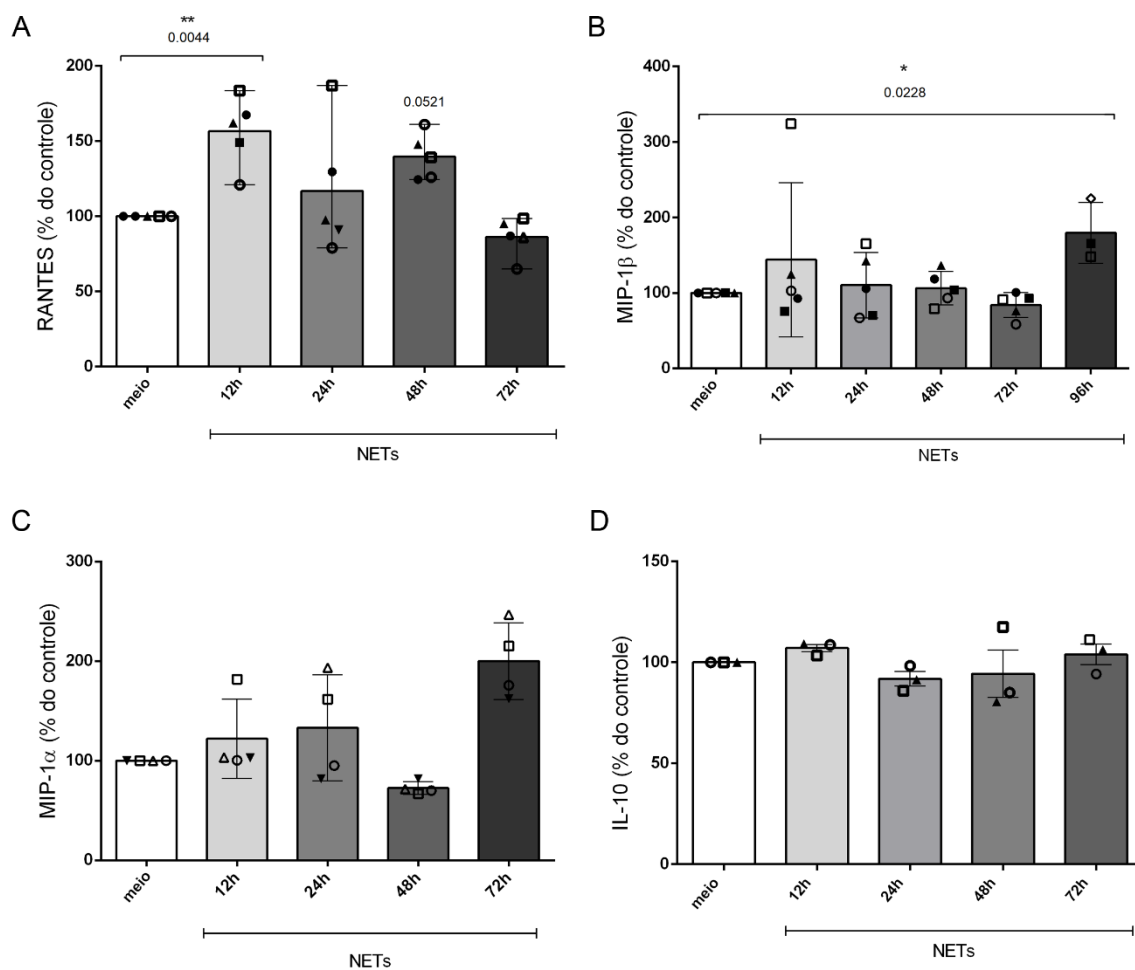 A
**
0.0044
0.0521
RANTES (% do controle)
200
150
100
50
0
meio
12h
24h
48h
72h
NETs
B
*
0.0228
MIP-1β (% do controle)
400
300
200
100
0
meio
12h
24h
48h
72h
96h
NETs
C
MIP-1α (% do controle)
300
200
100
0
meio
12h
24h
48h
72h
NETs
D
IL-10 (% do controle)
150
100
50
0
meio
12h
24h
48h
72h
NETs